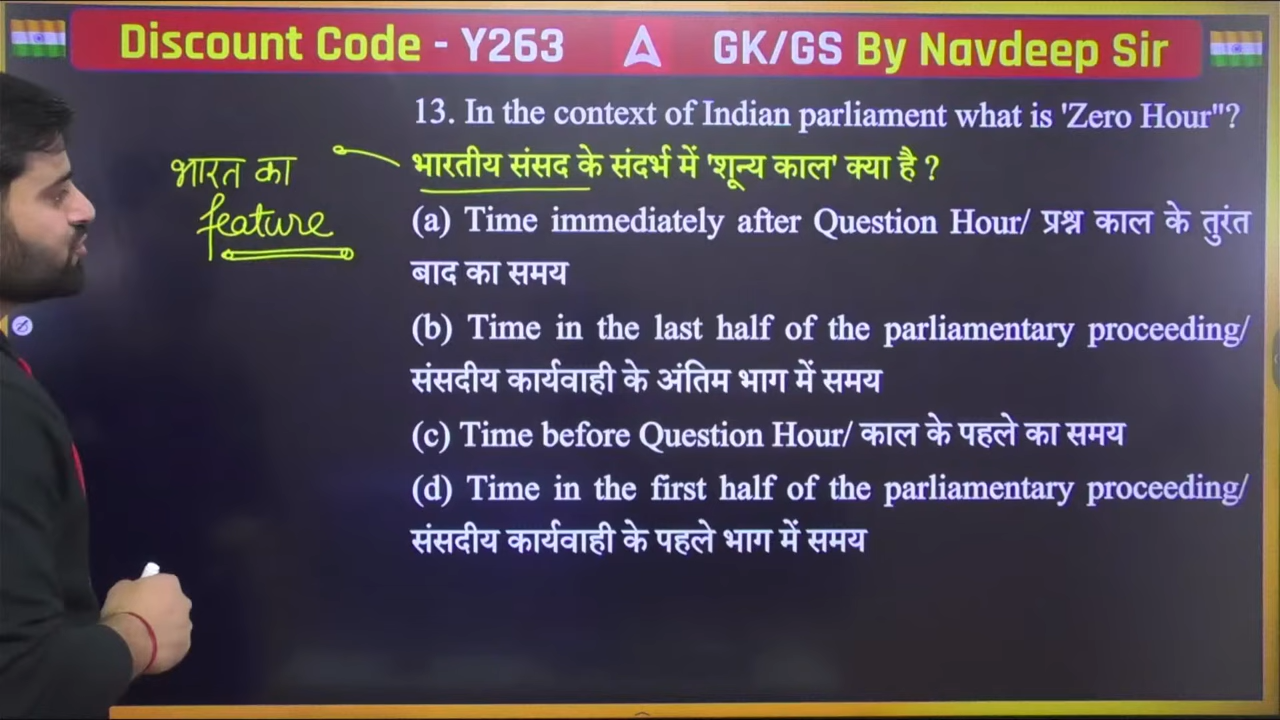 Discount Code - Y263 GK/GS By Navdeep Sir
13. In the context of Indian parliament what is 'Zero Hour"?
भारतीय संसद के संदर्भ में 'शून्य काल' क्या है ?
भारत का
feature
(a) Time immediately after Question Hour/ प्रश्न काल के तुरंत
बाद का समय
(b) Time in the last half of the parliamentary proceeding/
संसदीय कार्यवाही के अंतिम भाग में समय
(c) Time before Question Hour/ काल के पहले का समय
(d) Time in the first half of the parliamentary proceeding/
संसदीय कार्यवाही के पहले भाग में समय